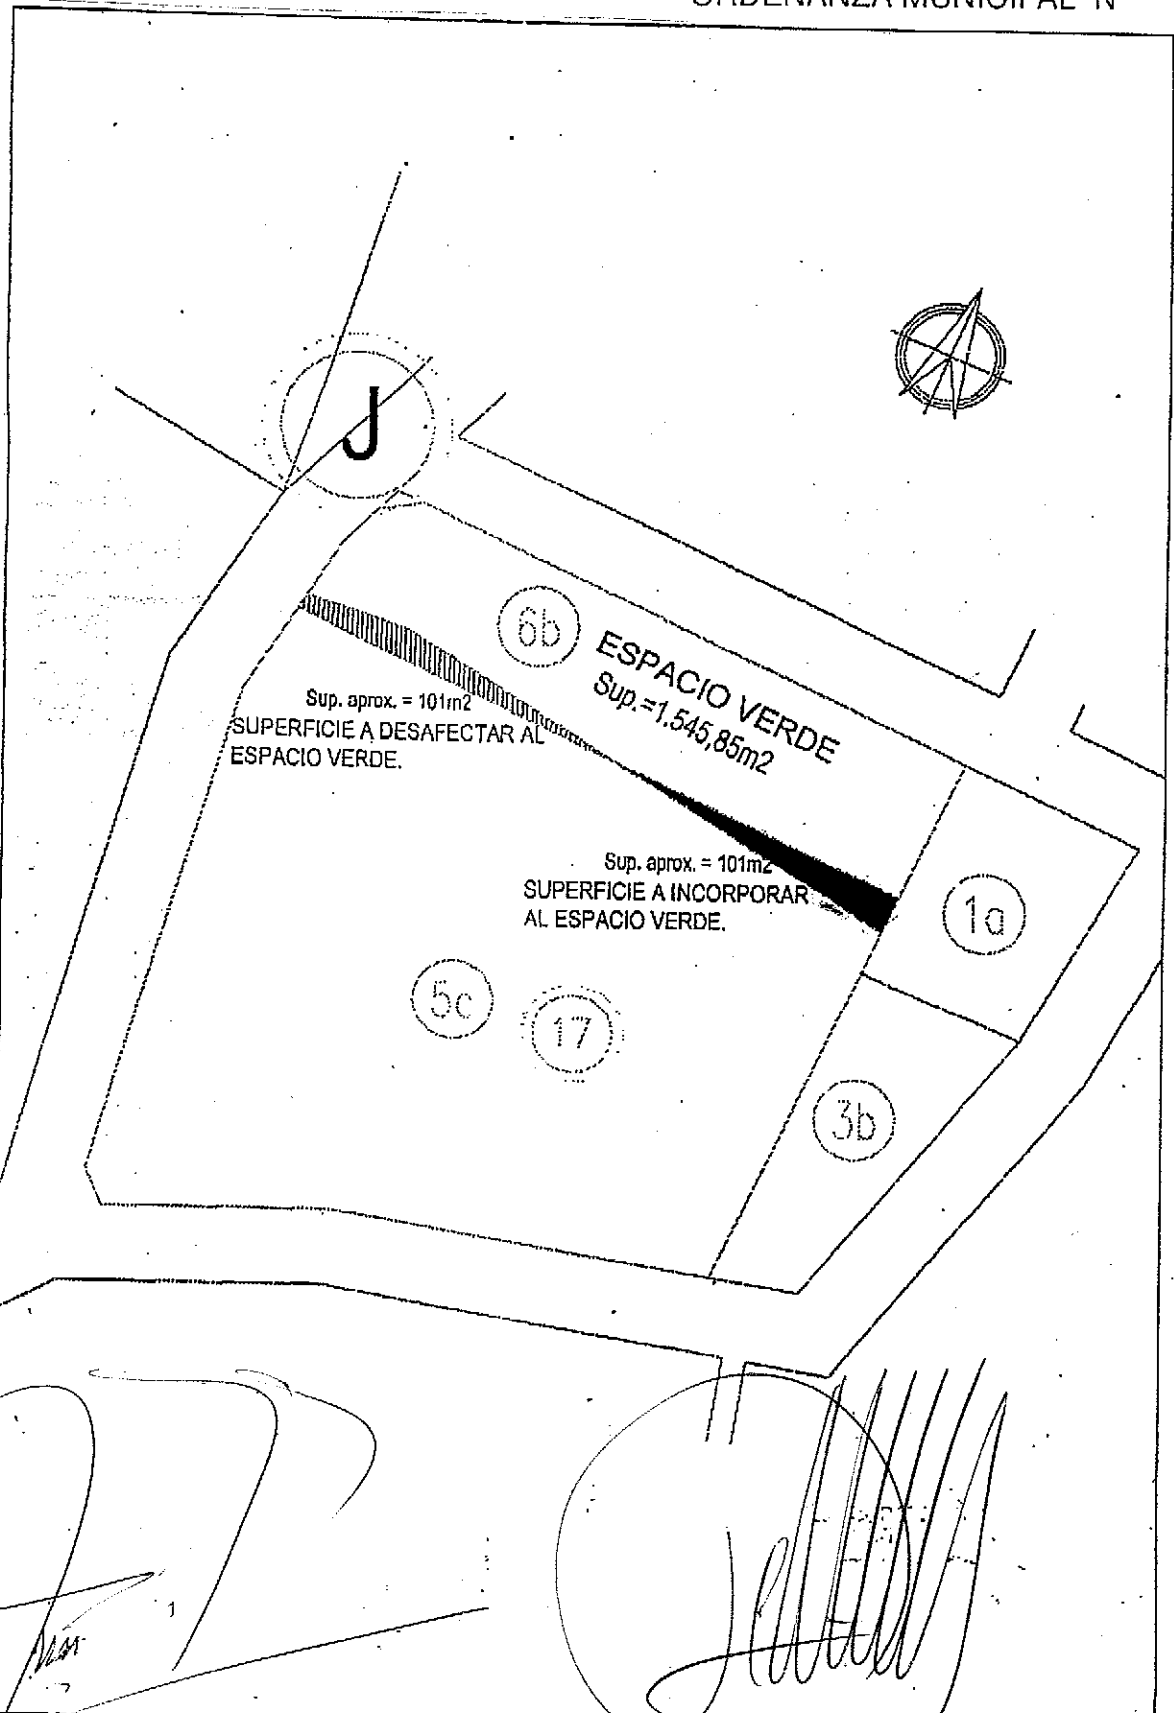 ORDENANZA MUNICIPAL N
J
6b
ESPACIO VERDE
Sup.=1.545,85m2
Sup. aprox. = 101m2
SUPERFICIE A DESAFECTAR AL
ESPACIO VERDE.
Sup. aprox. = 101m2
SUPERFICIE A INCORPORAR
AL ESPACIO VERDE.
1a
5c
17
3b
1